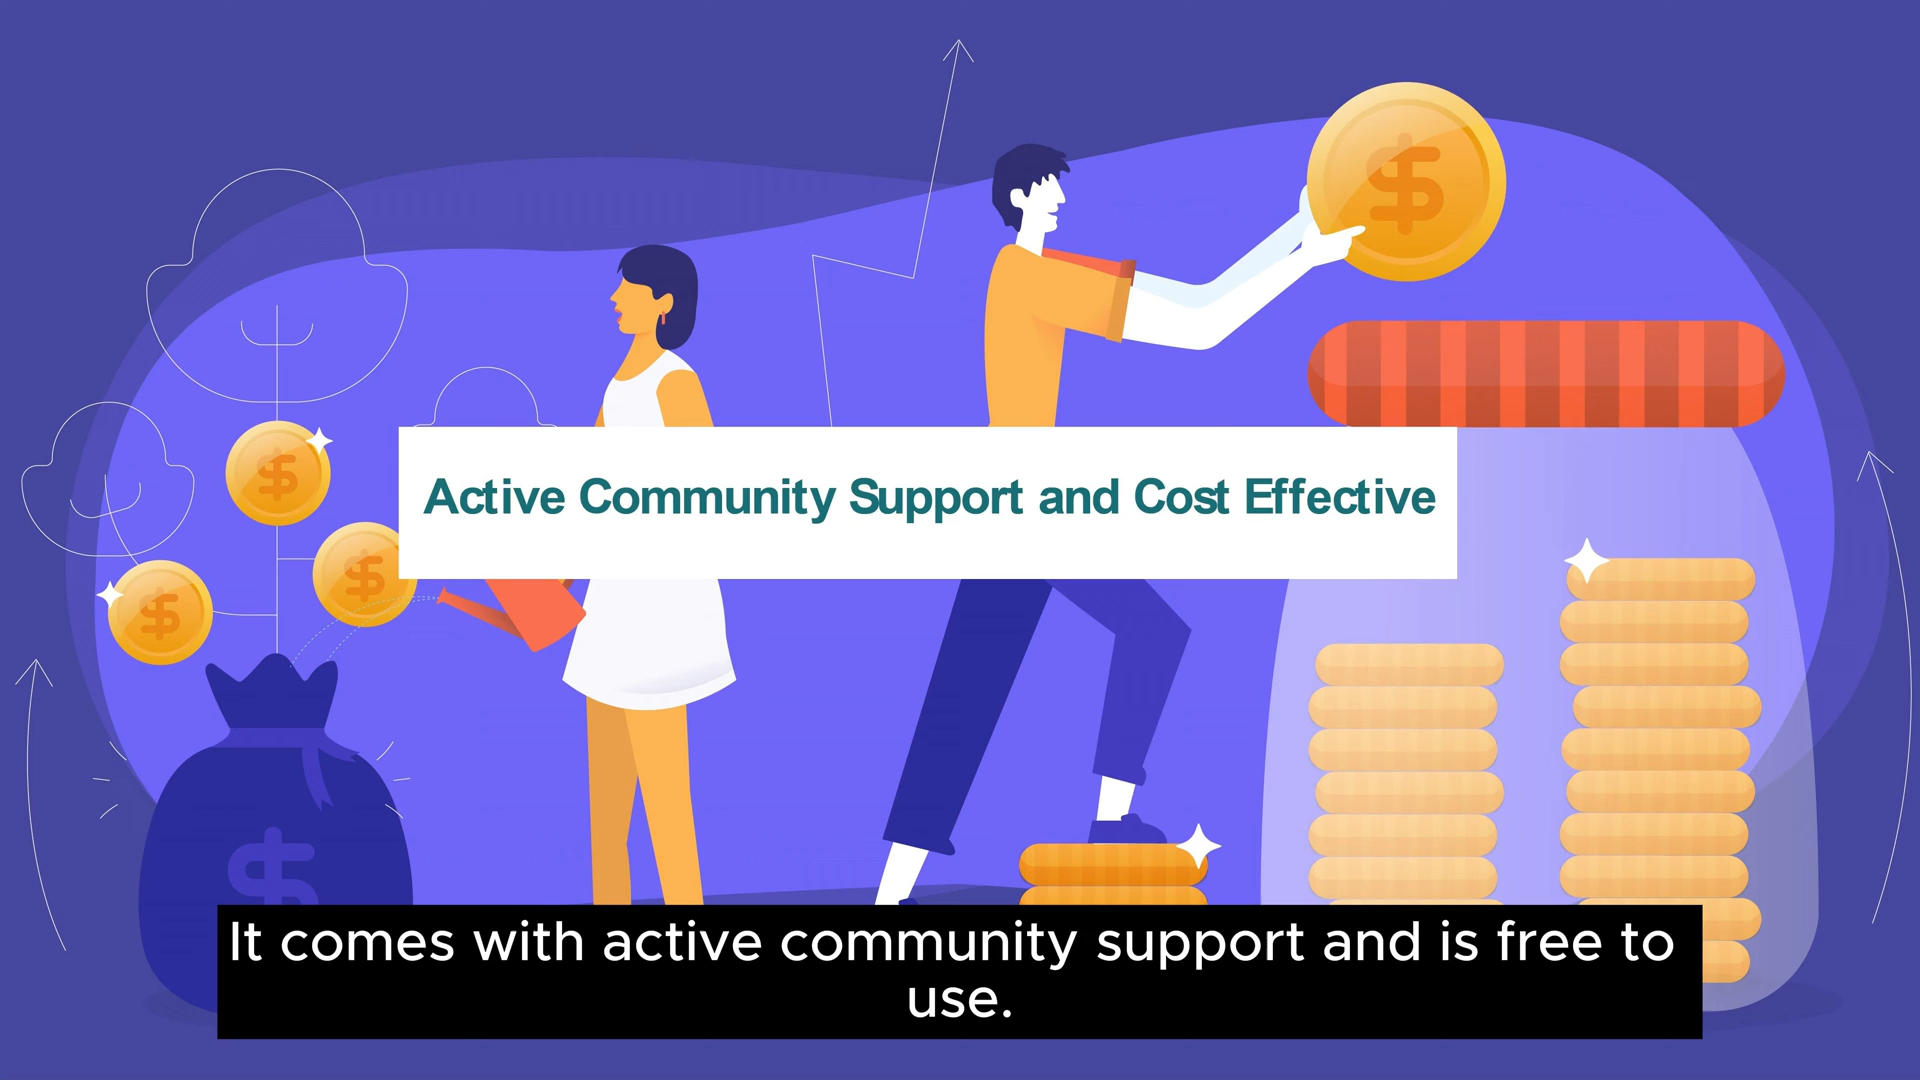 Active Community Support and Cost Effective
It comes with active community support and is free to
use.